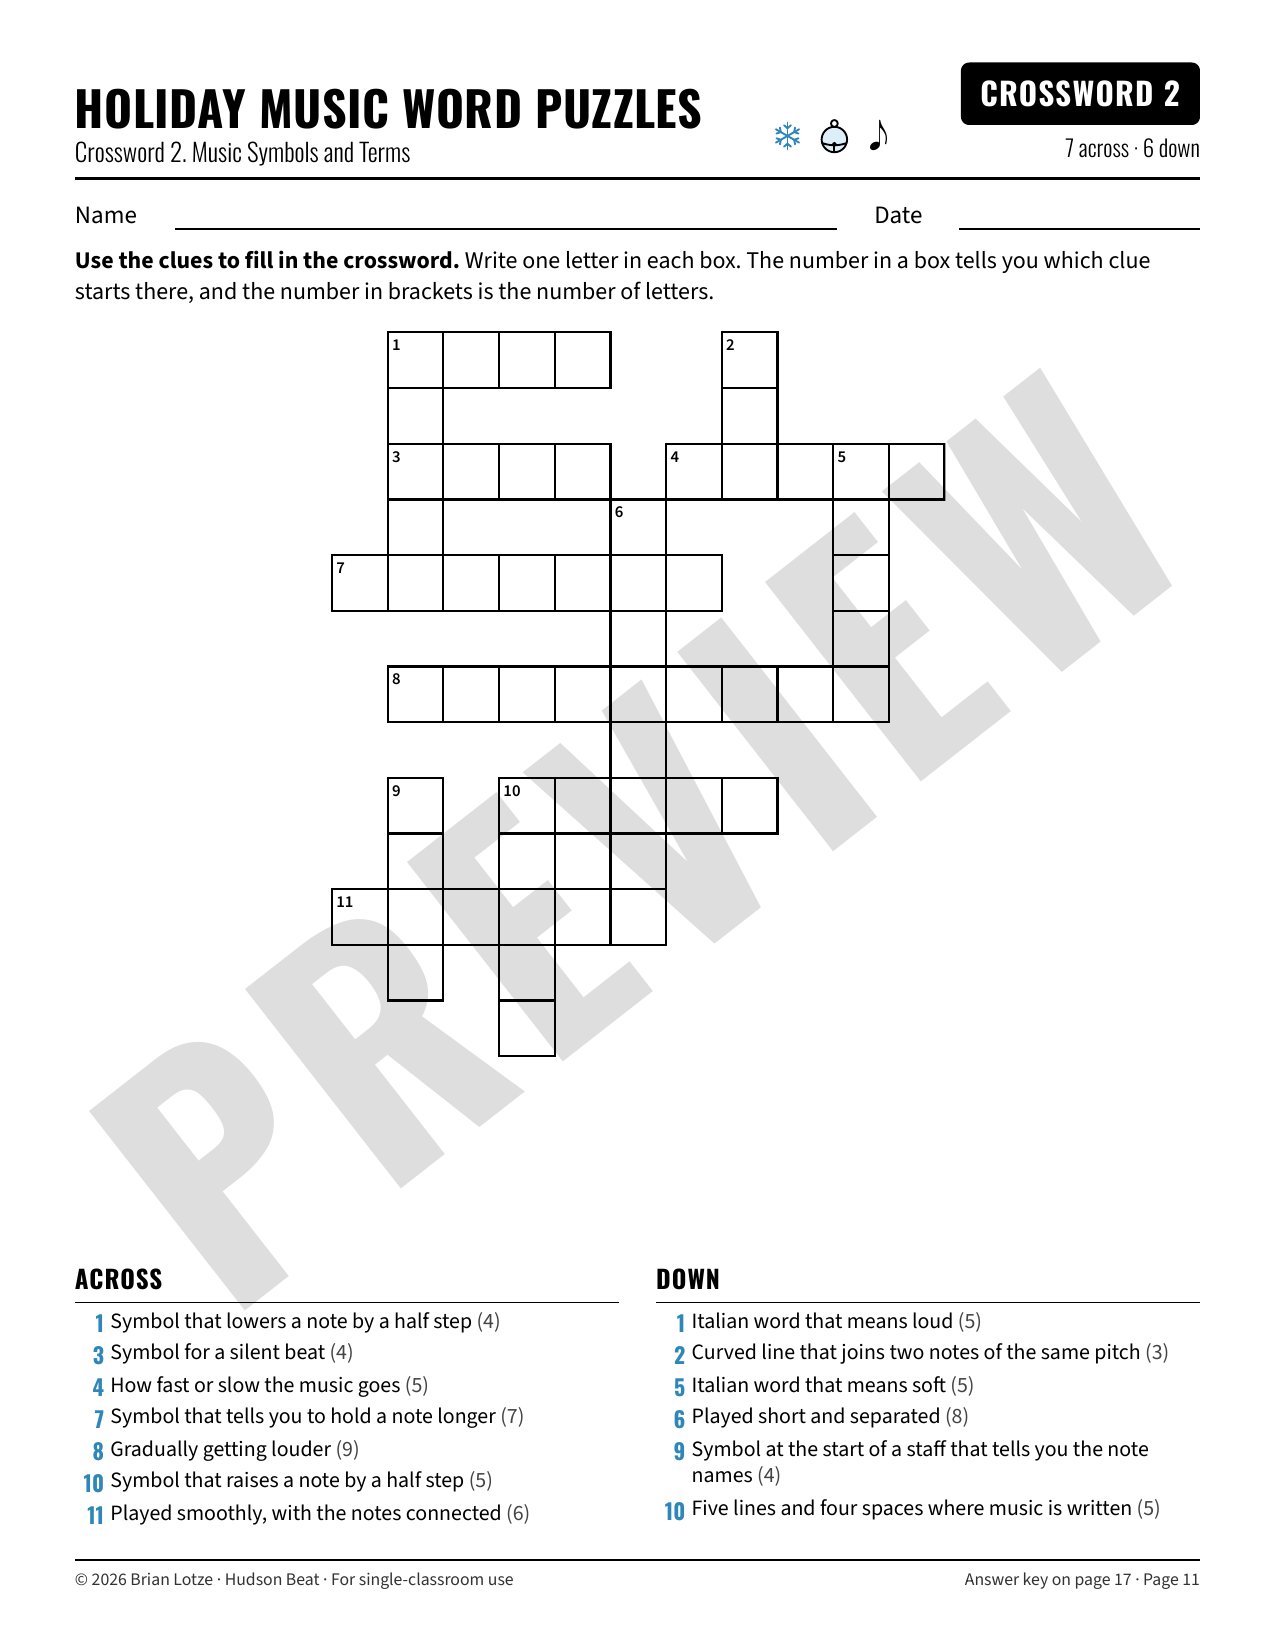 HOLIDAY MUSIC WORD PUZZLES
Crossword 2. Music Symbols and Terms
CROSSWORD 2
7 across · 6 down
Name
Date
Use the clues to fill in the crossword. Write one letter in each box. The number in a box tells you which clue
starts there, and the number in brackets is the number of letters.
1 2
3 4 5
6
7
8
9 10
11
PREVIEW
ACROSS
1 Symbol that lowers a note by a half step (4)
3 Symbol for a silent beat (4)
4 How fast or slow the music goes (5)
7 Symbol that tells you to hold a note longer (7)
8 Gradually getting louder (9)
10 Symbol that raises a note by a half step (5)
11 Played smoothly, with the notes connected (6)
DOWN
1 Italian word that means loud (5)
2 Curved line that joins two notes of the same pitch (3)
5 Italian word that means soft (5)
6 Played short and separated (8)
9 Symbol at the start of a staff that tells you the note
names (4)
10 Five lines and four spaces where music is written (5)
© 2026 Brian Lotze · Hudson Beat · For single-classroom use
Answer key on page 17 · Page 11